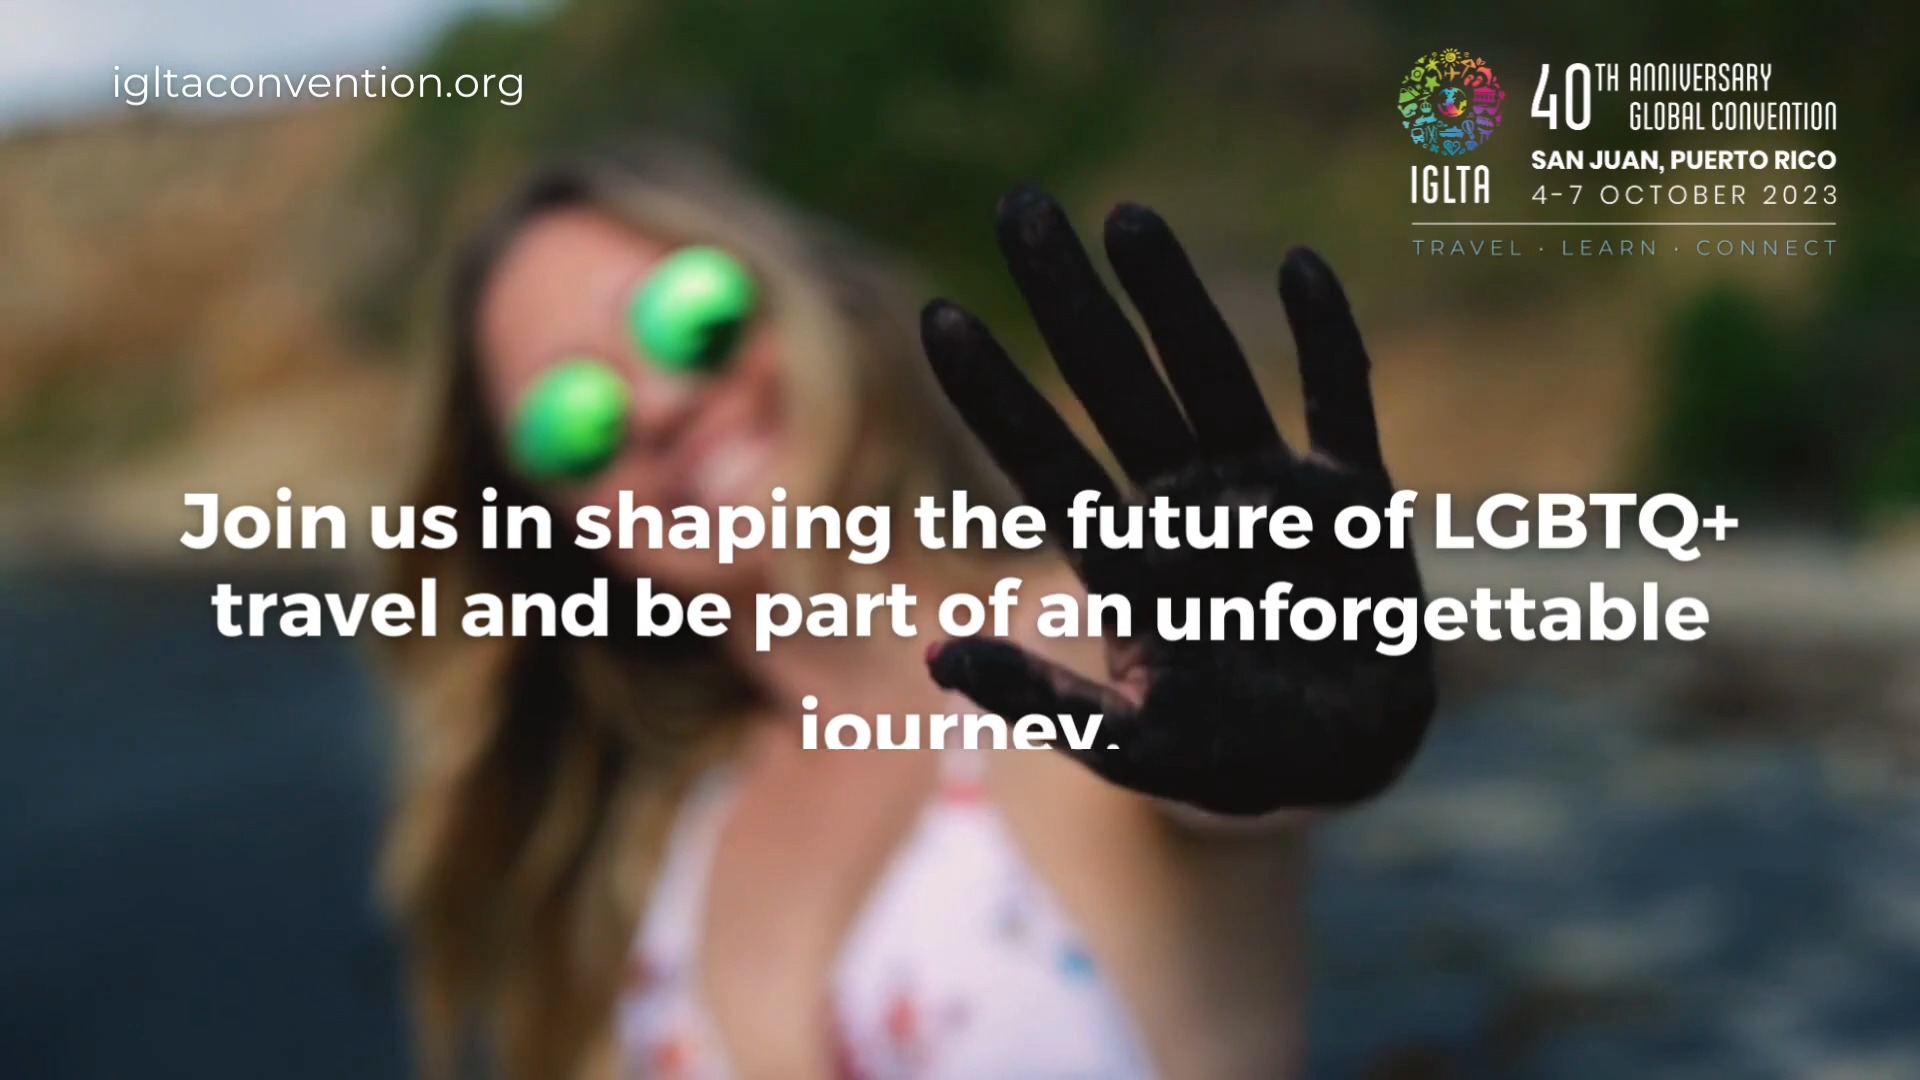 igltaconvention.org
IGLTA
40TH ANNIVERSARY
GLOBAL CONVENTION
SAN JUAN, PUERTO RICO
4-7 OCTOBER 2023
TRAVEL · LEARN · CONNECT
Join us in shaping the future of LGBTQ+
travel and be part of an unforgettable
journey.